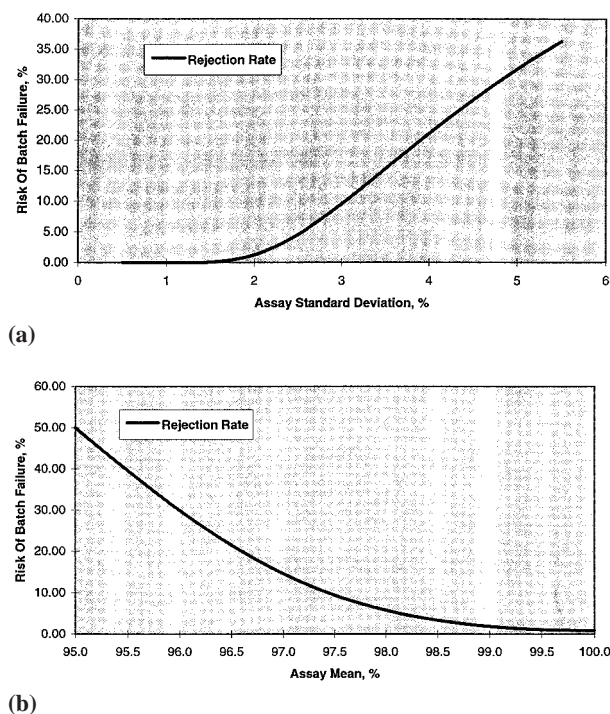 40.00
35.00
30.00
25.00
20.00
15.00
10.00
5.00
0.00
Risk Of Batch Failure, %
Rejection Rate
0 1 2 3 4 5 6
Assay Standard Deviation, %
(a)
60.00
50.00
40.00
30.00
20.00
10.00
0.00
Risk Of Batch Failure, %
Rejection Rate
95.0 95.5 96.0 96.5 97.0 97.5 98.0 98.5 99.0 99.5 100.0
Assay Mean, %
(b)